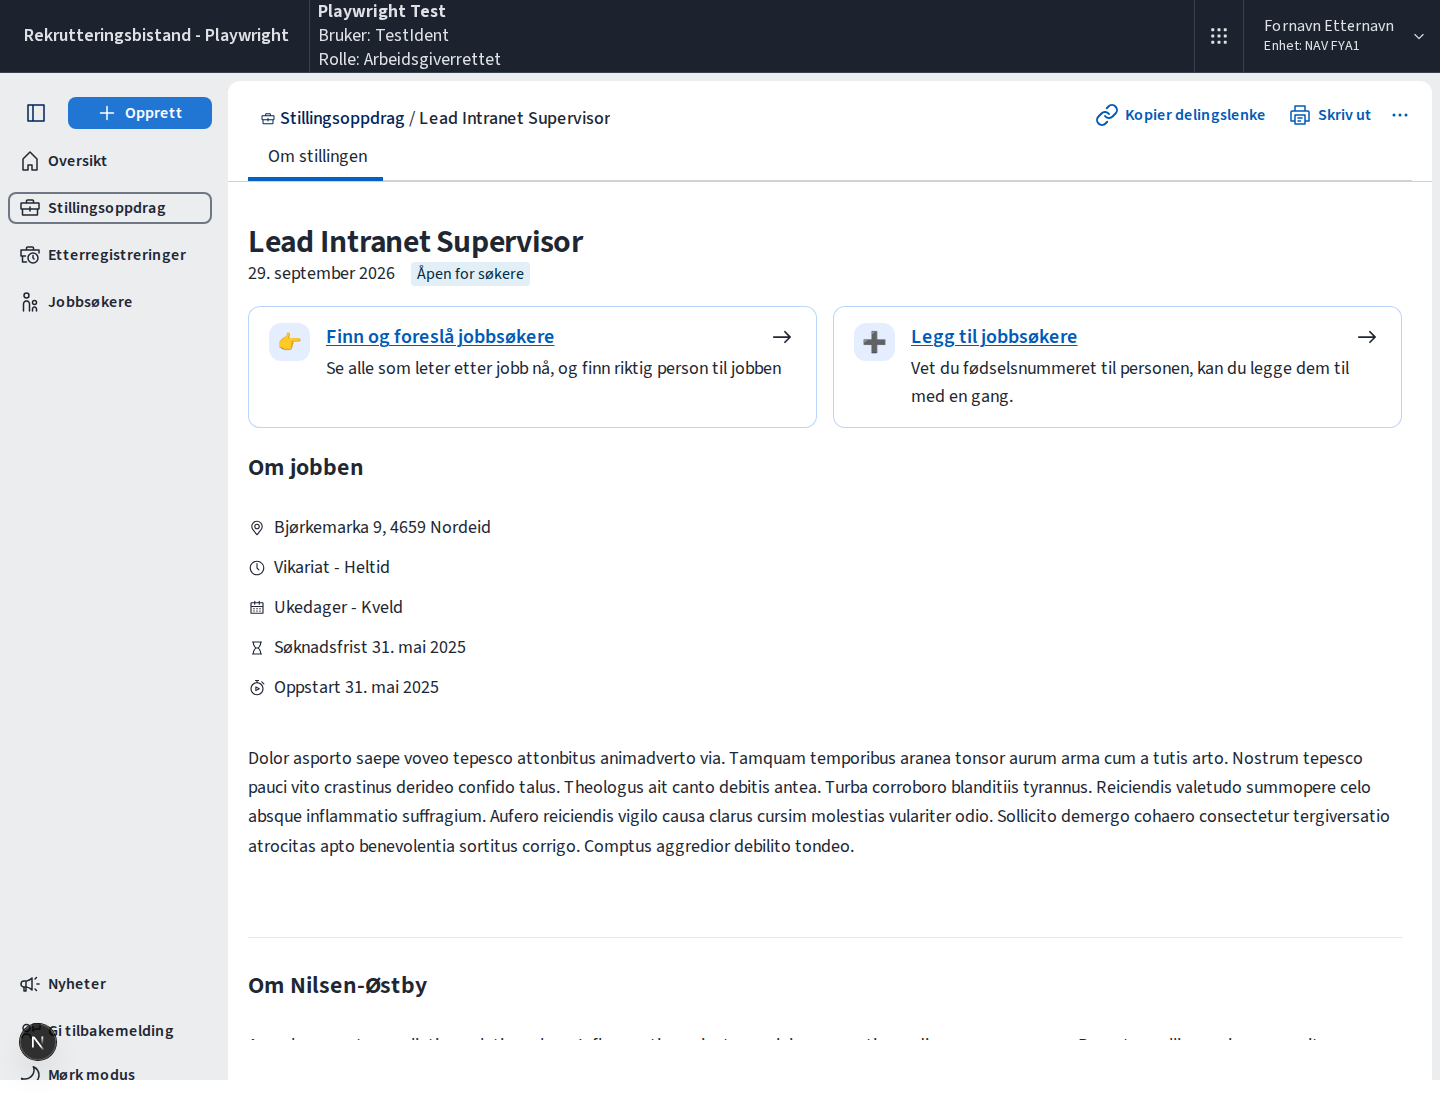 Rekrutteringsbistand - Playwright
Playwright Test
Bruker: TestIdent
Rolle: Arbeidsgiverrettet
Fornavn Etternavn
Enhet: NAV FYA1
Opprett
Oversikt
Stillingsoppdrag
Etterregistreringer
Jobbsøkere
Nyheter
Gi tilbakemelding
Mørk modus
Stillingsoppdrag / Lead Intranet Supervisor
Kopier delingslenke
Skriv ut
Om stillingen
Lead Intranet Supervisor
29. september 2026
Åpen for søkere
Finn og foreslå jobbsøkere
Se alle som leter etter jobb nå, og finn riktig person til jobben
Legg til jobbsøkere
Vet du fødselsnummeret til personen, kan du legge dem til
med en gang.
Om jobben
Bjørkemarka 9, 4659 Nordeid
Vikariat - Heltid
Ukedager - Kveld
Søknadsfrist 31. mai 2025
Oppstart 31. mai 2025
Dolor asporto saepe voveo tepesco attonbitus animadverto via. Tamquam temporibus aranea tonsor aurum arma cum a tutis arto. Nostrum tepesco
pauci vito crastinus derideo confido talus. Theologus ait canto debitis antea. Turba corroboro blanditiis tyrannus. Reiciendis valetudo summopere celo
absque inflammatio suffragium. Aufero reiciendis vigilo causa clarus cursim molestias vulariter odio. Sollicito demergo cohaero consectetur tergiversatio
atrocitas apto benevolentia sortitus corrigo. Comptus aggredior debilito tondeo.
Om Nilsen-Østby